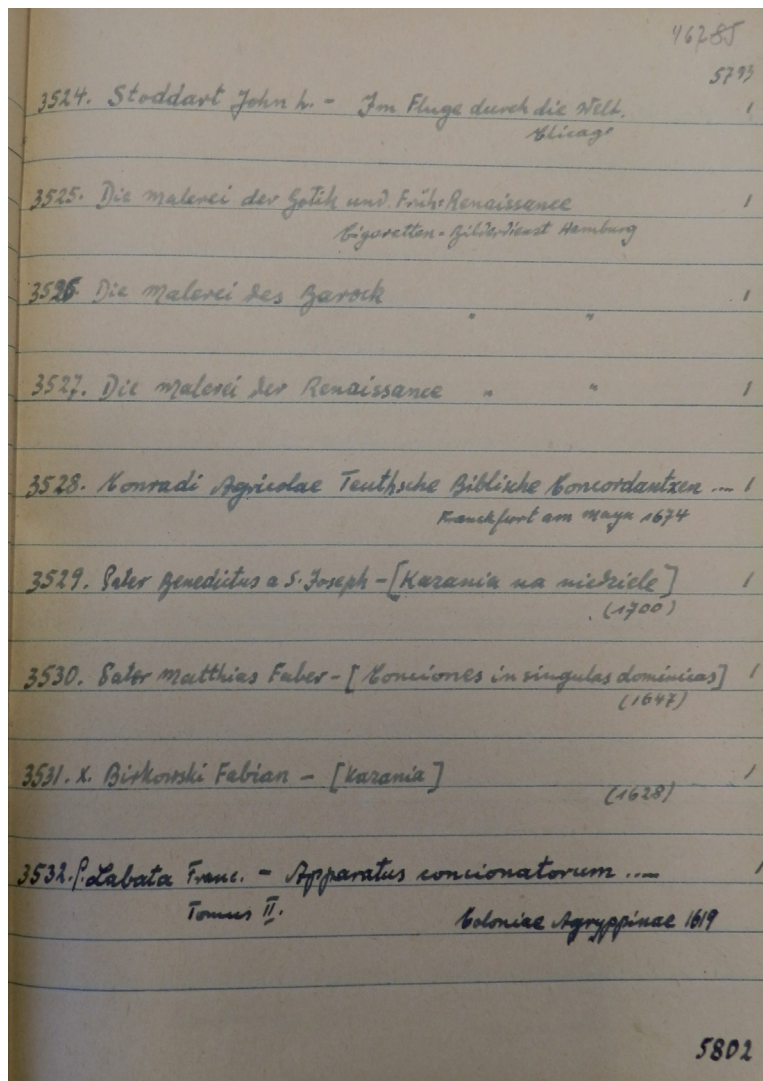 46285
5793
3524. Stoddart John L. - Im Fluge durch die Welt. 1
Chicago
3525. Die Malerei der Gotik und Früh-Renaissance 1
Cigaretten-Bilderdienst Hamburg
3526. Die Malerei des Barock 1
" "
3527. Die Malerei der Renaissance " " 1
3528. Konradi Agricolae Teuthsche Biblische Concordantzen .... 1
Franckfurt am Mayn 1674
3529. Pater Benedictus a S. Joseph - [Kazania na niedziele] 1
(1700)
3530. Pater Matthias Faber - [Conciones in singulas dominicas] 1
(1647)
3531. X. Birkowski Fabian - [Kazania] 1
(1628)
3532. P. Labata Franc. - Apparatus concionatorum .... 1
Tomus II. Coloniae Agryppinae 1619
5802